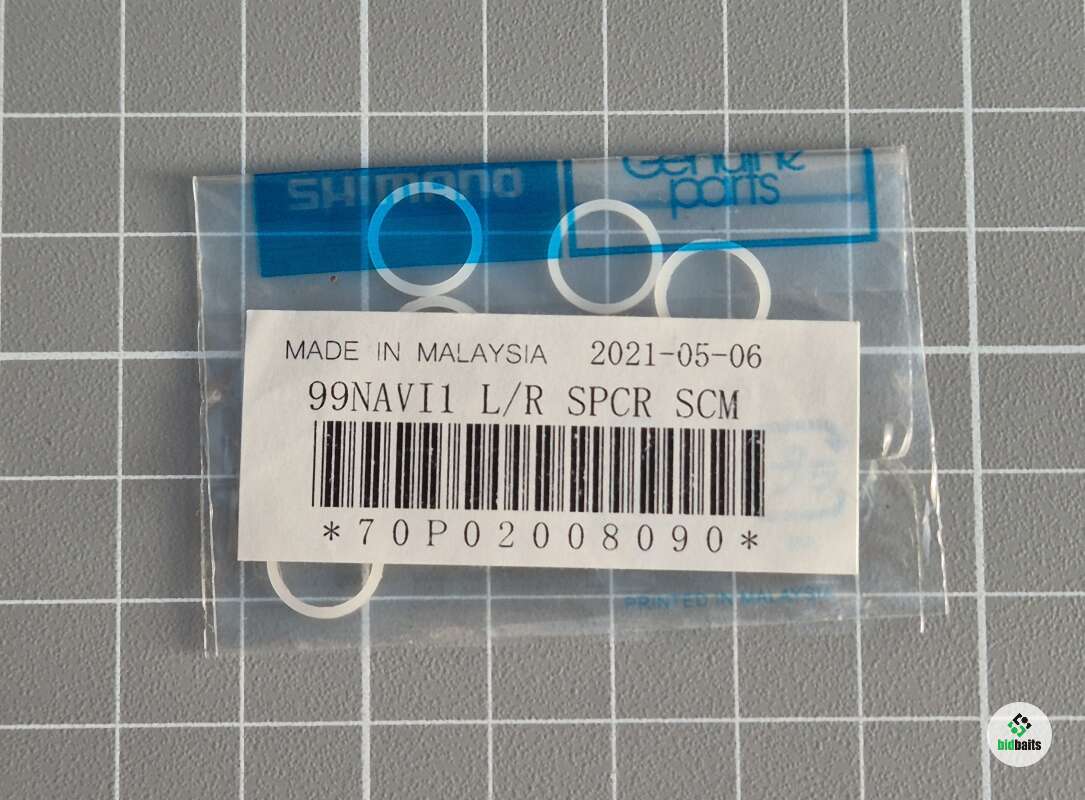 SHIMANO
Genuine
parts
MADE IN MALAYSIA 2021-05-06
99NAVI1 L/R SPCR SCM
*70P02008090*
PRINTED IN MALAYSIA
bidbaits